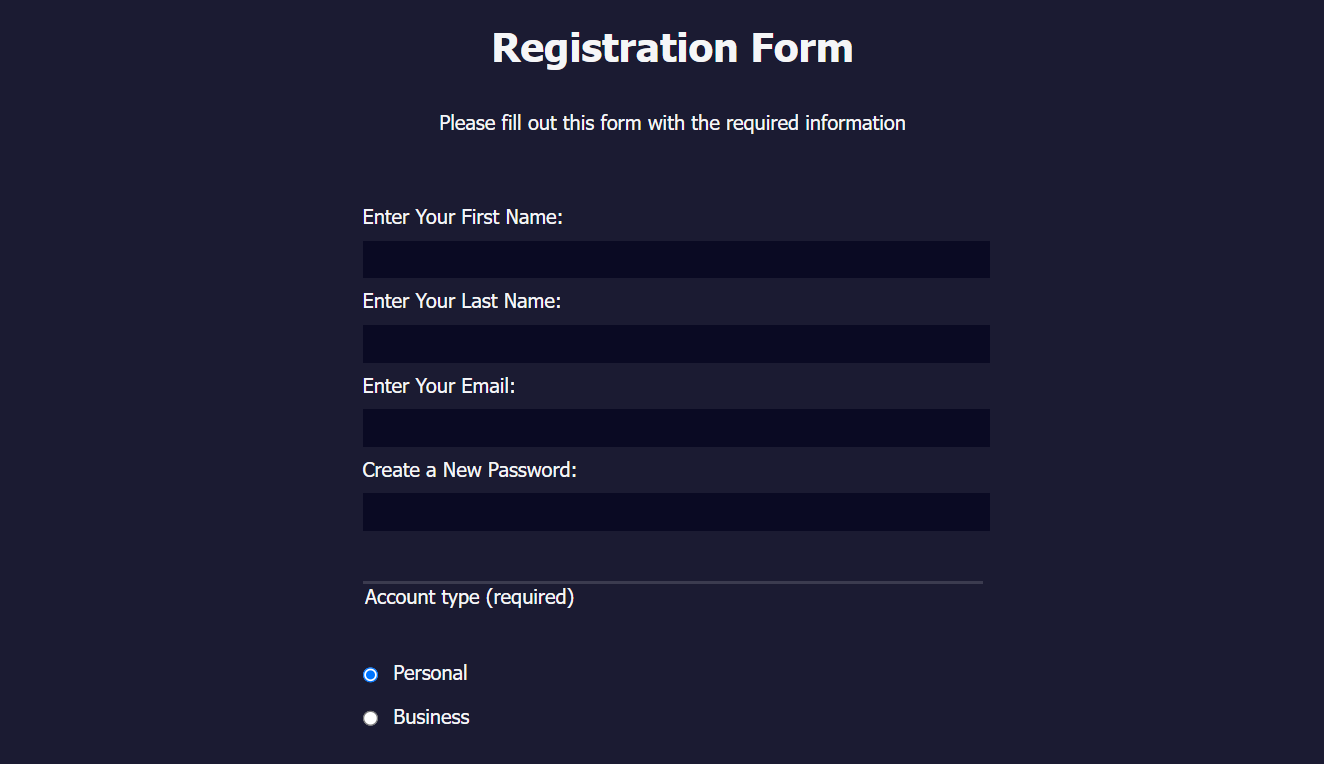 Registration Form
Please fill out this form with the required information
Enter Your First Name:
Enter Your Last Name:
Enter Your Email:
Create a New Password:
Account type (required)
Personal
Business